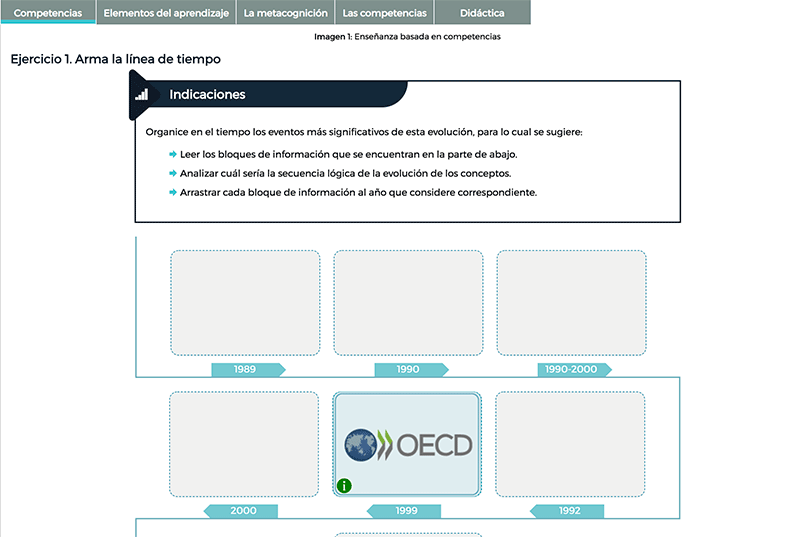 Competencias
Elementos del aprendizaje
La metacognición
Las competencias
Didáctica
Imagen 1: Enseñanza basada en competencias
Ejercicio 1. Arma la línea de tiempo
Indicaciones
Organice en el tiempo los eventos más significativos de esta evolución, para lo cual se sugiere:
Leer los bloques de información que se encuentran en la parte de abajo.
Analizar cuál sería la secuencia lógica de la evolución de los conceptos.
Arrastrar cada bloque de información al año que considere correspondiente.
1989
1990
1990-2000
OECD
i
2000
1999
1992